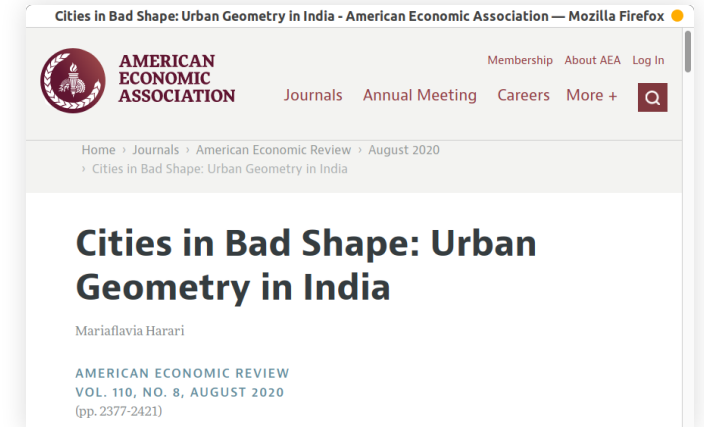 Cities in Bad Shape: Urban Geometry in India - American Economic Association — Mozilla Firefox
AMERICAN
ECONOMIC
ASSOCIATION
Membership About AEA Log In
Journals Annual Meeting Careers More +
Home › Journals › American Economic Review › August 2020
› Cities in Bad Shape: Urban Geometry in India
Cities in Bad Shape: Urban
Geometry in India
Mariaflavia Harari
AMERICAN ECONOMIC REVIEW
VOL. 110, NO. 8, AUGUST 2020
(pp. 2377-2421)